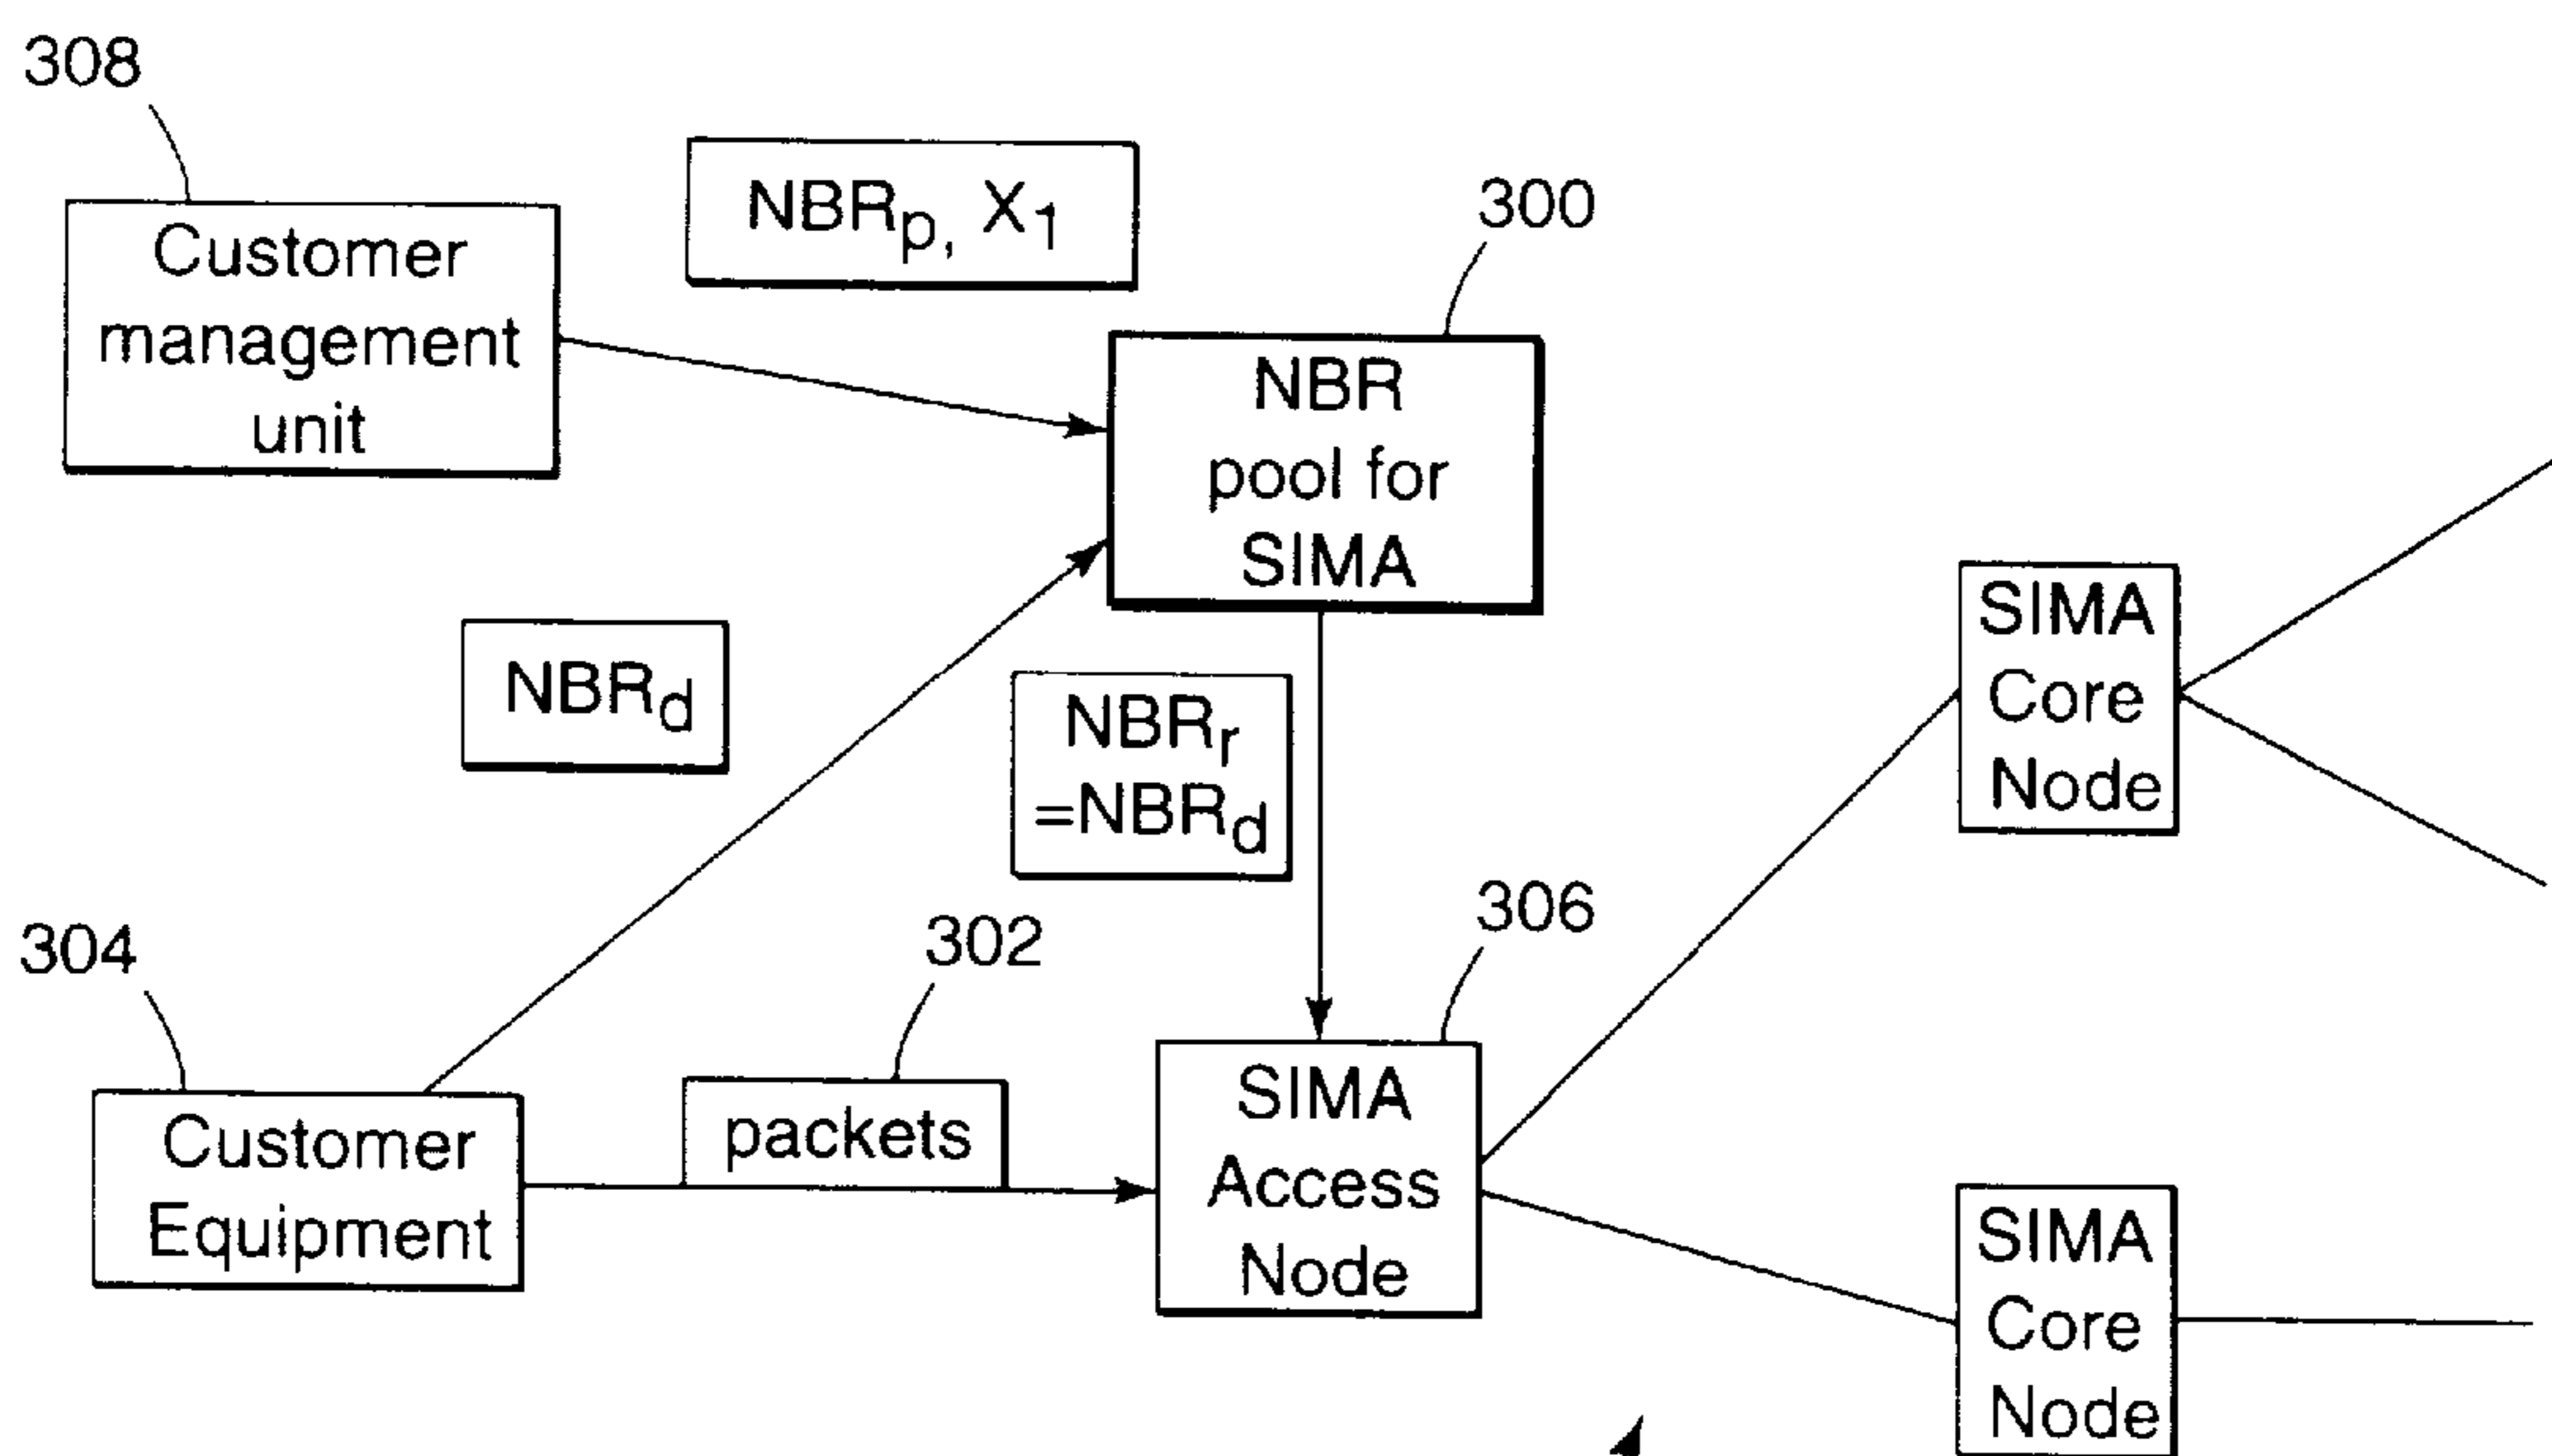 308
NBRp, X1
300
Customer
management
unit
NBR
pool for
SIMA
SIMA
Core
Node
NBRd
NBRr
=NBRd
306
304
302
Customer
Equipment
packets
SIMA
Access
Node
SIMA
Core
Node